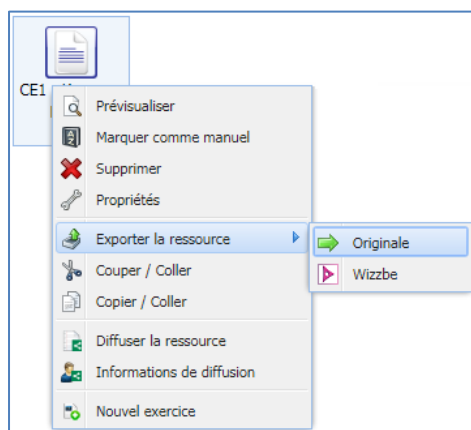 CE1
Prévisualiser
Marquer comme manuel
Supprimer
Propriétés
Exporter la ressource
Originale
Wizzbe
Couper / Coller
Copier / Coller
Diffuser la ressource
Informations de diffusion
Nouvel exercice